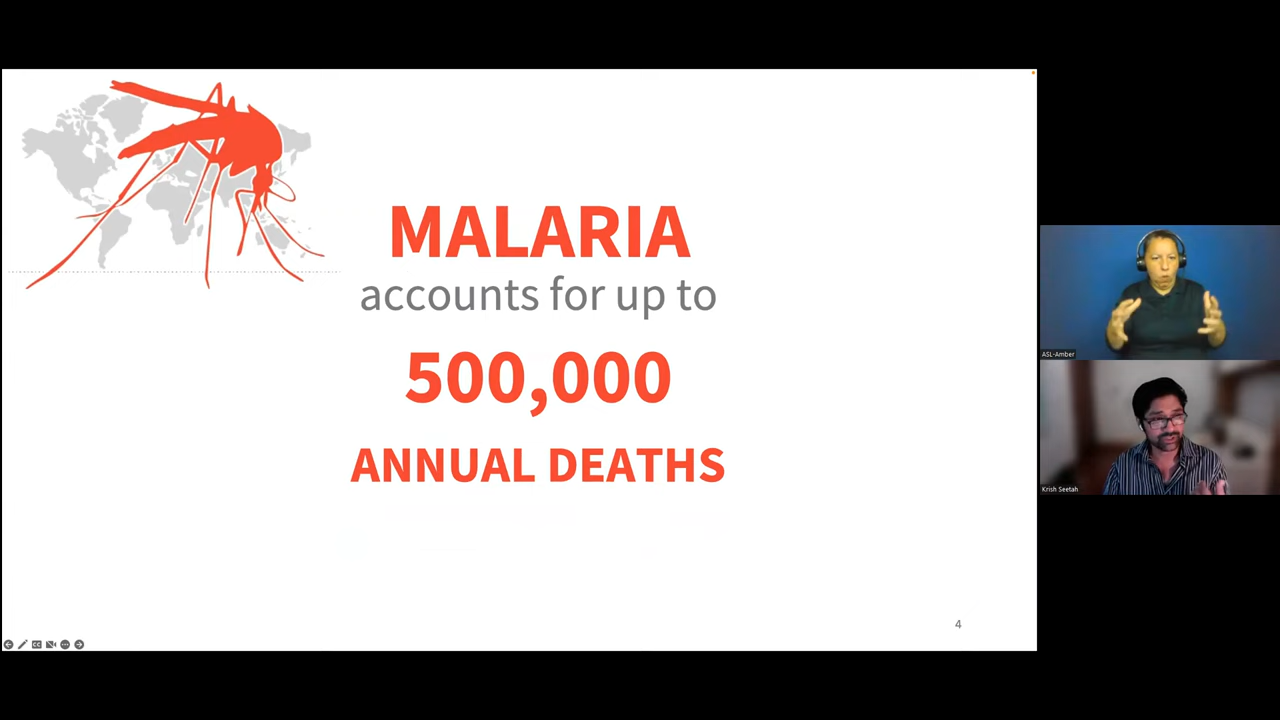 MALARIA
accounts for up to
500,000
ANNUAL DEATHS
4
ASL-Amber
Krish Seetah